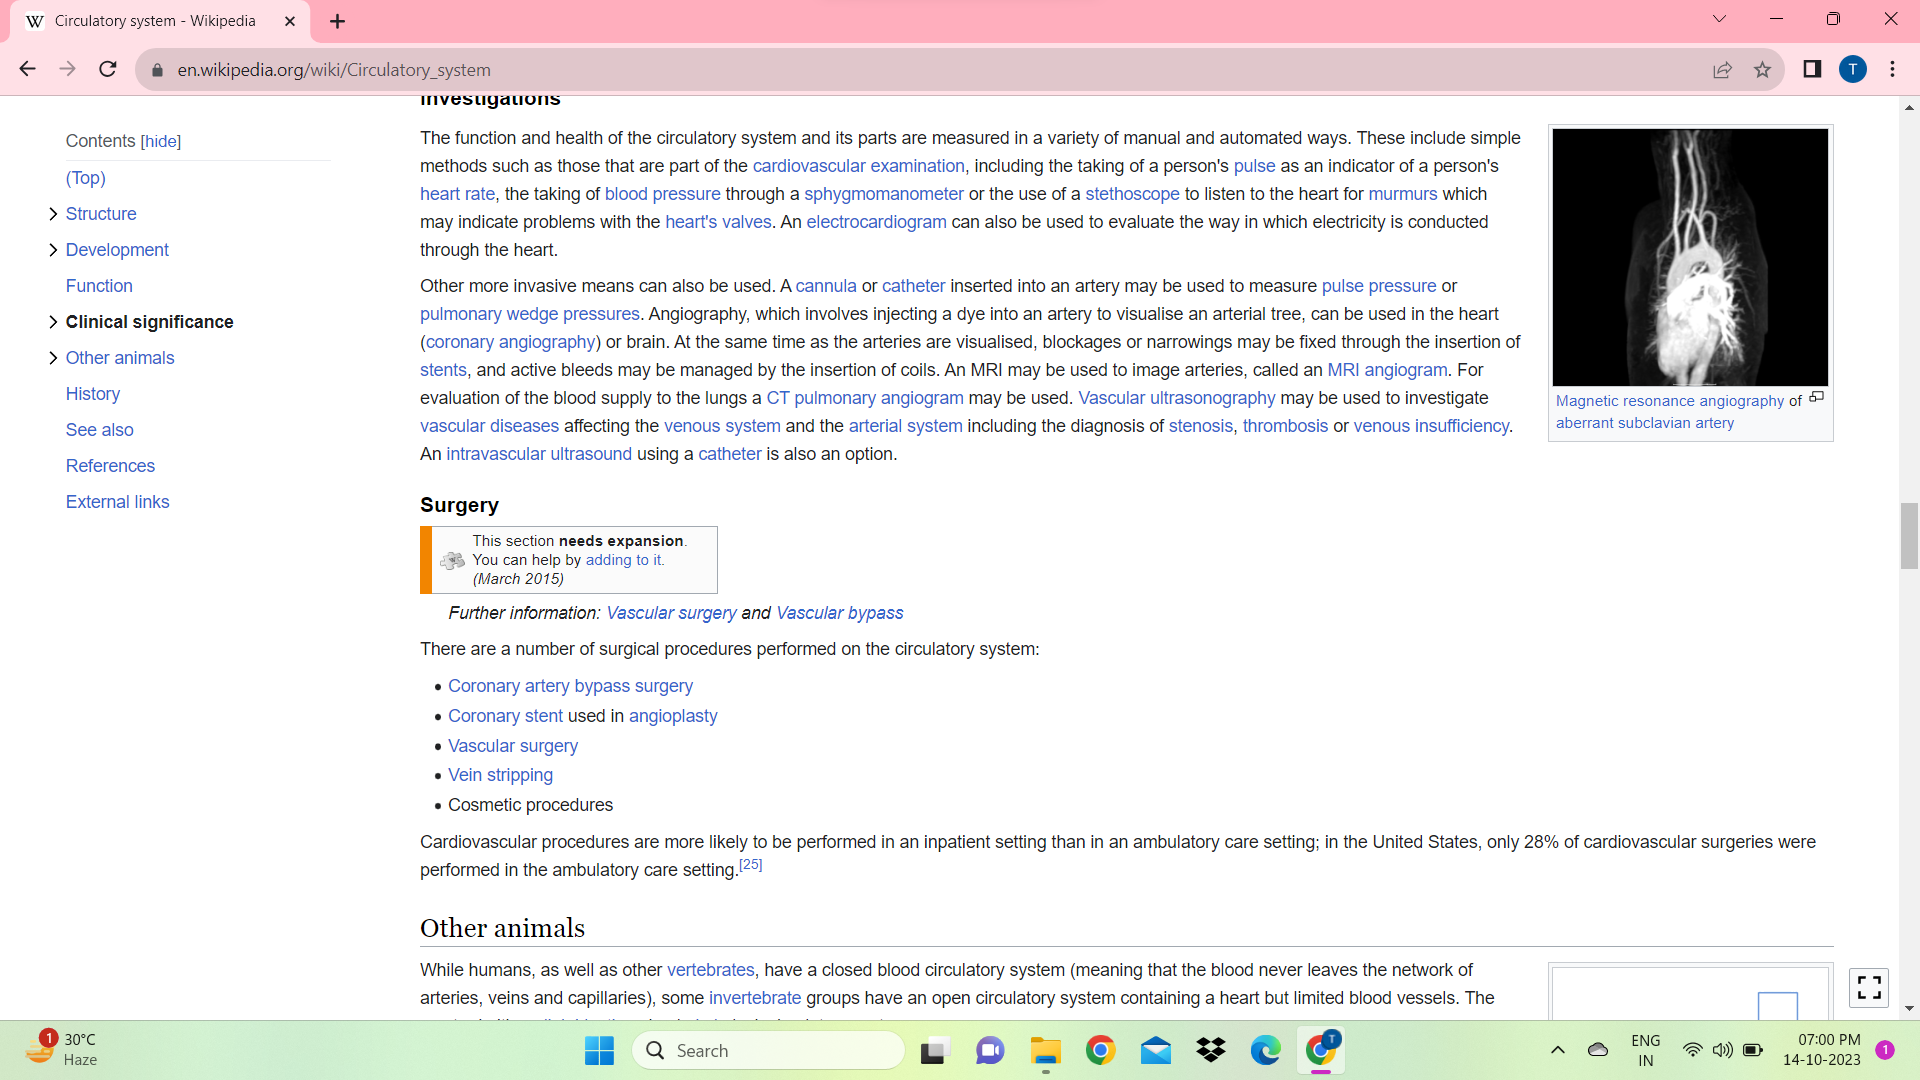 Circulatory system - Wikipedia
en.wikipedia.org/wiki/Circulatory_system
T
Contents [hide]
(Top)
Structure
Development
Function
Clinical significance
Other animals
History
See also
References
External links
Investigations
The function and health of the circulatory system and its parts are measured in a variety of manual and automated ways. These include simple
methods such as those that are part of the cardiovascular examination, including the taking of a person's pulse as an indicator of a person's
heart rate, the taking of blood pressure through a sphygmomanometer or the use of a stethoscope to listen to the heart for murmurs which
may indicate problems with the heart's valves. An electrocardiogram can also be used to evaluate the way in which electricity is conducted
through the heart.
Other more invasive means can also be used. A cannula or catheter inserted into an artery may be used to measure pulse pressure or
pulmonary wedge pressures. Angiography, which involves injecting a dye into an artery to visualise an arterial tree, can be used in the heart
(coronary angiography) or brain. At the same time as the arteries are visualised, blockages or narrowings may be fixed through the insertion of
stents, and active bleeds may be managed by the insertion of coils. An MRI may be used to image arteries, called an MRI angiogram. For
evaluation of the blood supply to the lungs a CT pulmonary angiogram may be used. Vascular ultrasonography may be used to investigate
vascular diseases affecting the venous system and the arterial system including the diagnosis of stenosis, thrombosis or venous insufficiency.
An intravascular ultrasound using a catheter is also an option.
Magnetic resonance angiography of
aberrant subclavian artery
Surgery
This section needs expansion.
You can help by adding to it.
(March 2015)
Further information: Vascular surgery and Vascular bypass
There are a number of surgical procedures performed on the circulatory system:
• Coronary artery bypass surgery
• Coronary stent used in angioplasty
• Vascular surgery
• Vein stripping
• Cosmetic procedures
Cardiovascular procedures are more likely to be performed in an inpatient setting than in an ambulatory care setting; in the United States, only 28% of cardiovascular surgeries were
performed in the ambulatory care setting.[25]
Other animals
While humans, as well as other vertebrates, have a closed blood circulatory system (meaning that the blood never leaves the network of
arteries, veins and capillaries), some invertebrate groups have an open circulatory system containing a heart but limited blood vessels. The
1
30°C
Haze
Search
T
ENG
IN
07:00 PM
14-10-2023
1